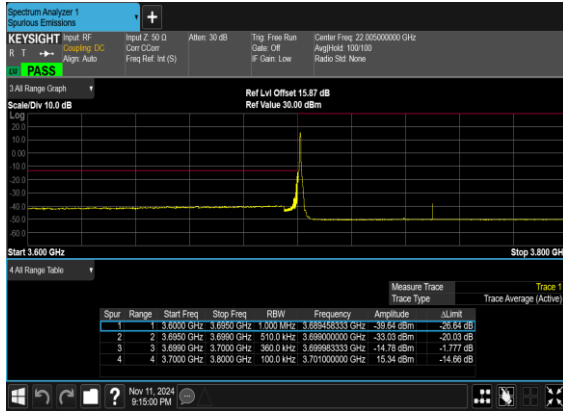 Spectrum Analyzer 1
Spurious Emissions
+
KEYSIGHT Input: RF Input Z: 50 Ω Atten: 30 dB Trig: Free Run Center Freq: 22.005000000 GHz
R T Coupling: DC Corr CCorr Gate: Off Avg|Hold: 100/100
Align: Auto Freq Ref: Int (S) IF Gain: Low Radio Std: None
PASS
3 All Range Graph
Ref Lvl Offset 15.87 dB
Scale/Div 10.0 dB Ref Value 30.00 dBm
Log
20.0
10.0
0.00
-10.0
-20.0
-30.0
-40.0
-50.0
-60.0
Start 3.600 GHz Stop 3.800 GH
4 All Range Table
Measure Trace Trace 1
Trace Type Trace Average (Active)
Spur Range Start Freq Stop Freq RBW Frequency Amplitude ΔLimit
1 1 3.6000 GHz 3.6950 GHz 1.000 MHz 3.689458333 GHz -39.64 dBm -26.64 dB
2 2 3.6950 GHz 3.6990 GHz 510.0 kHz 3.699000000 GHz -33.03 dBm -20.03 dB
3 3 3.6990 GHz 3.7000 GHz 360.0 kHz 3.699983333 GHz -14.78 dBm -1.777 dB
4 4 3.7000 GHz 3.8000 GHz 100.0 kHz 3.701000000 GHz 15.34 dBm -14.66 dB
? Nov 11, 2024
9:15:00 PM